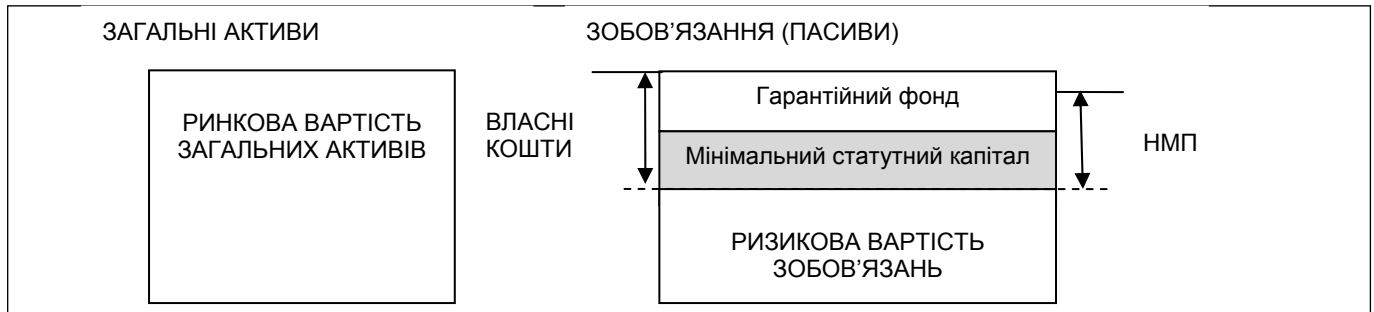 ЗАГАЛЬНІ АКТИВИ
ЗОБОВ’ЯЗАННЯ (ПАСИВИ)
РИНКОВА ВАРТІСТЬ
ЗАГАЛЬНИХ АКТИВІВ
ВЛАСНІ
КОШТИ
Гарантійний фонд
Мінімальний статутний капітал
НМП
РИЗИКОВА ВАРТІСТЬ
ЗОБОВ’ЯЗАНЬ